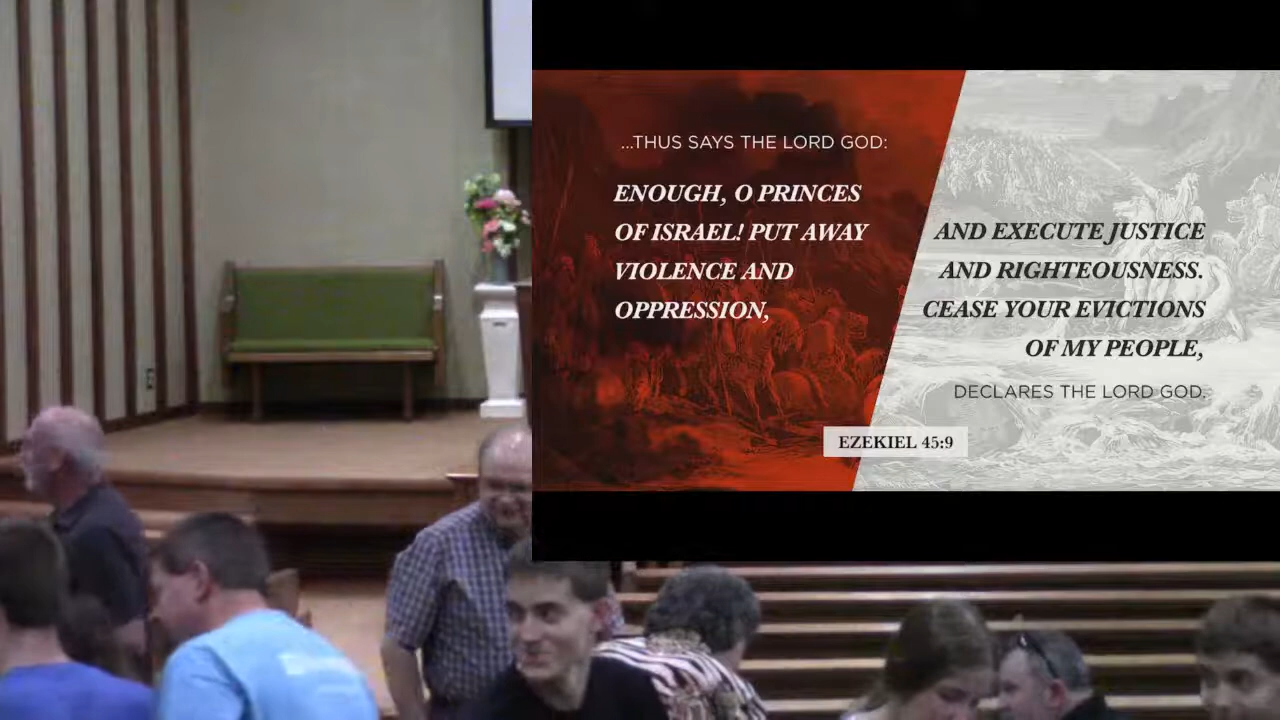 ...THUS SAYS THE LORD GOD:
ENOUGH, O PRINCES
OF ISRAEL! PUT AWAY
VIOLENCE AND
OPPRESSION,
AND EXECUTE JUSTICE
AND RIGHTEOUSNESS.
CEASE YOUR EVICTIONS
OF MY PEOPLE,
DECLARES THE LORD GOD.
EZEKIEL 45:9